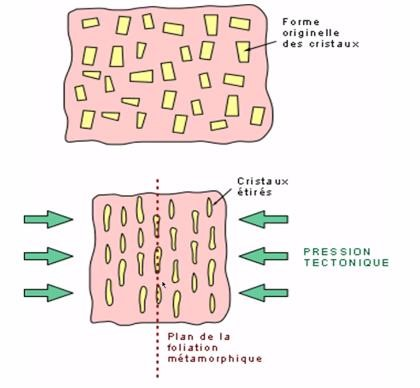 Forme
originelle
des cristaux
Cristaux
étirés
PRESSION
TECTONIQUE
Plan de la
foliation
métamorphique